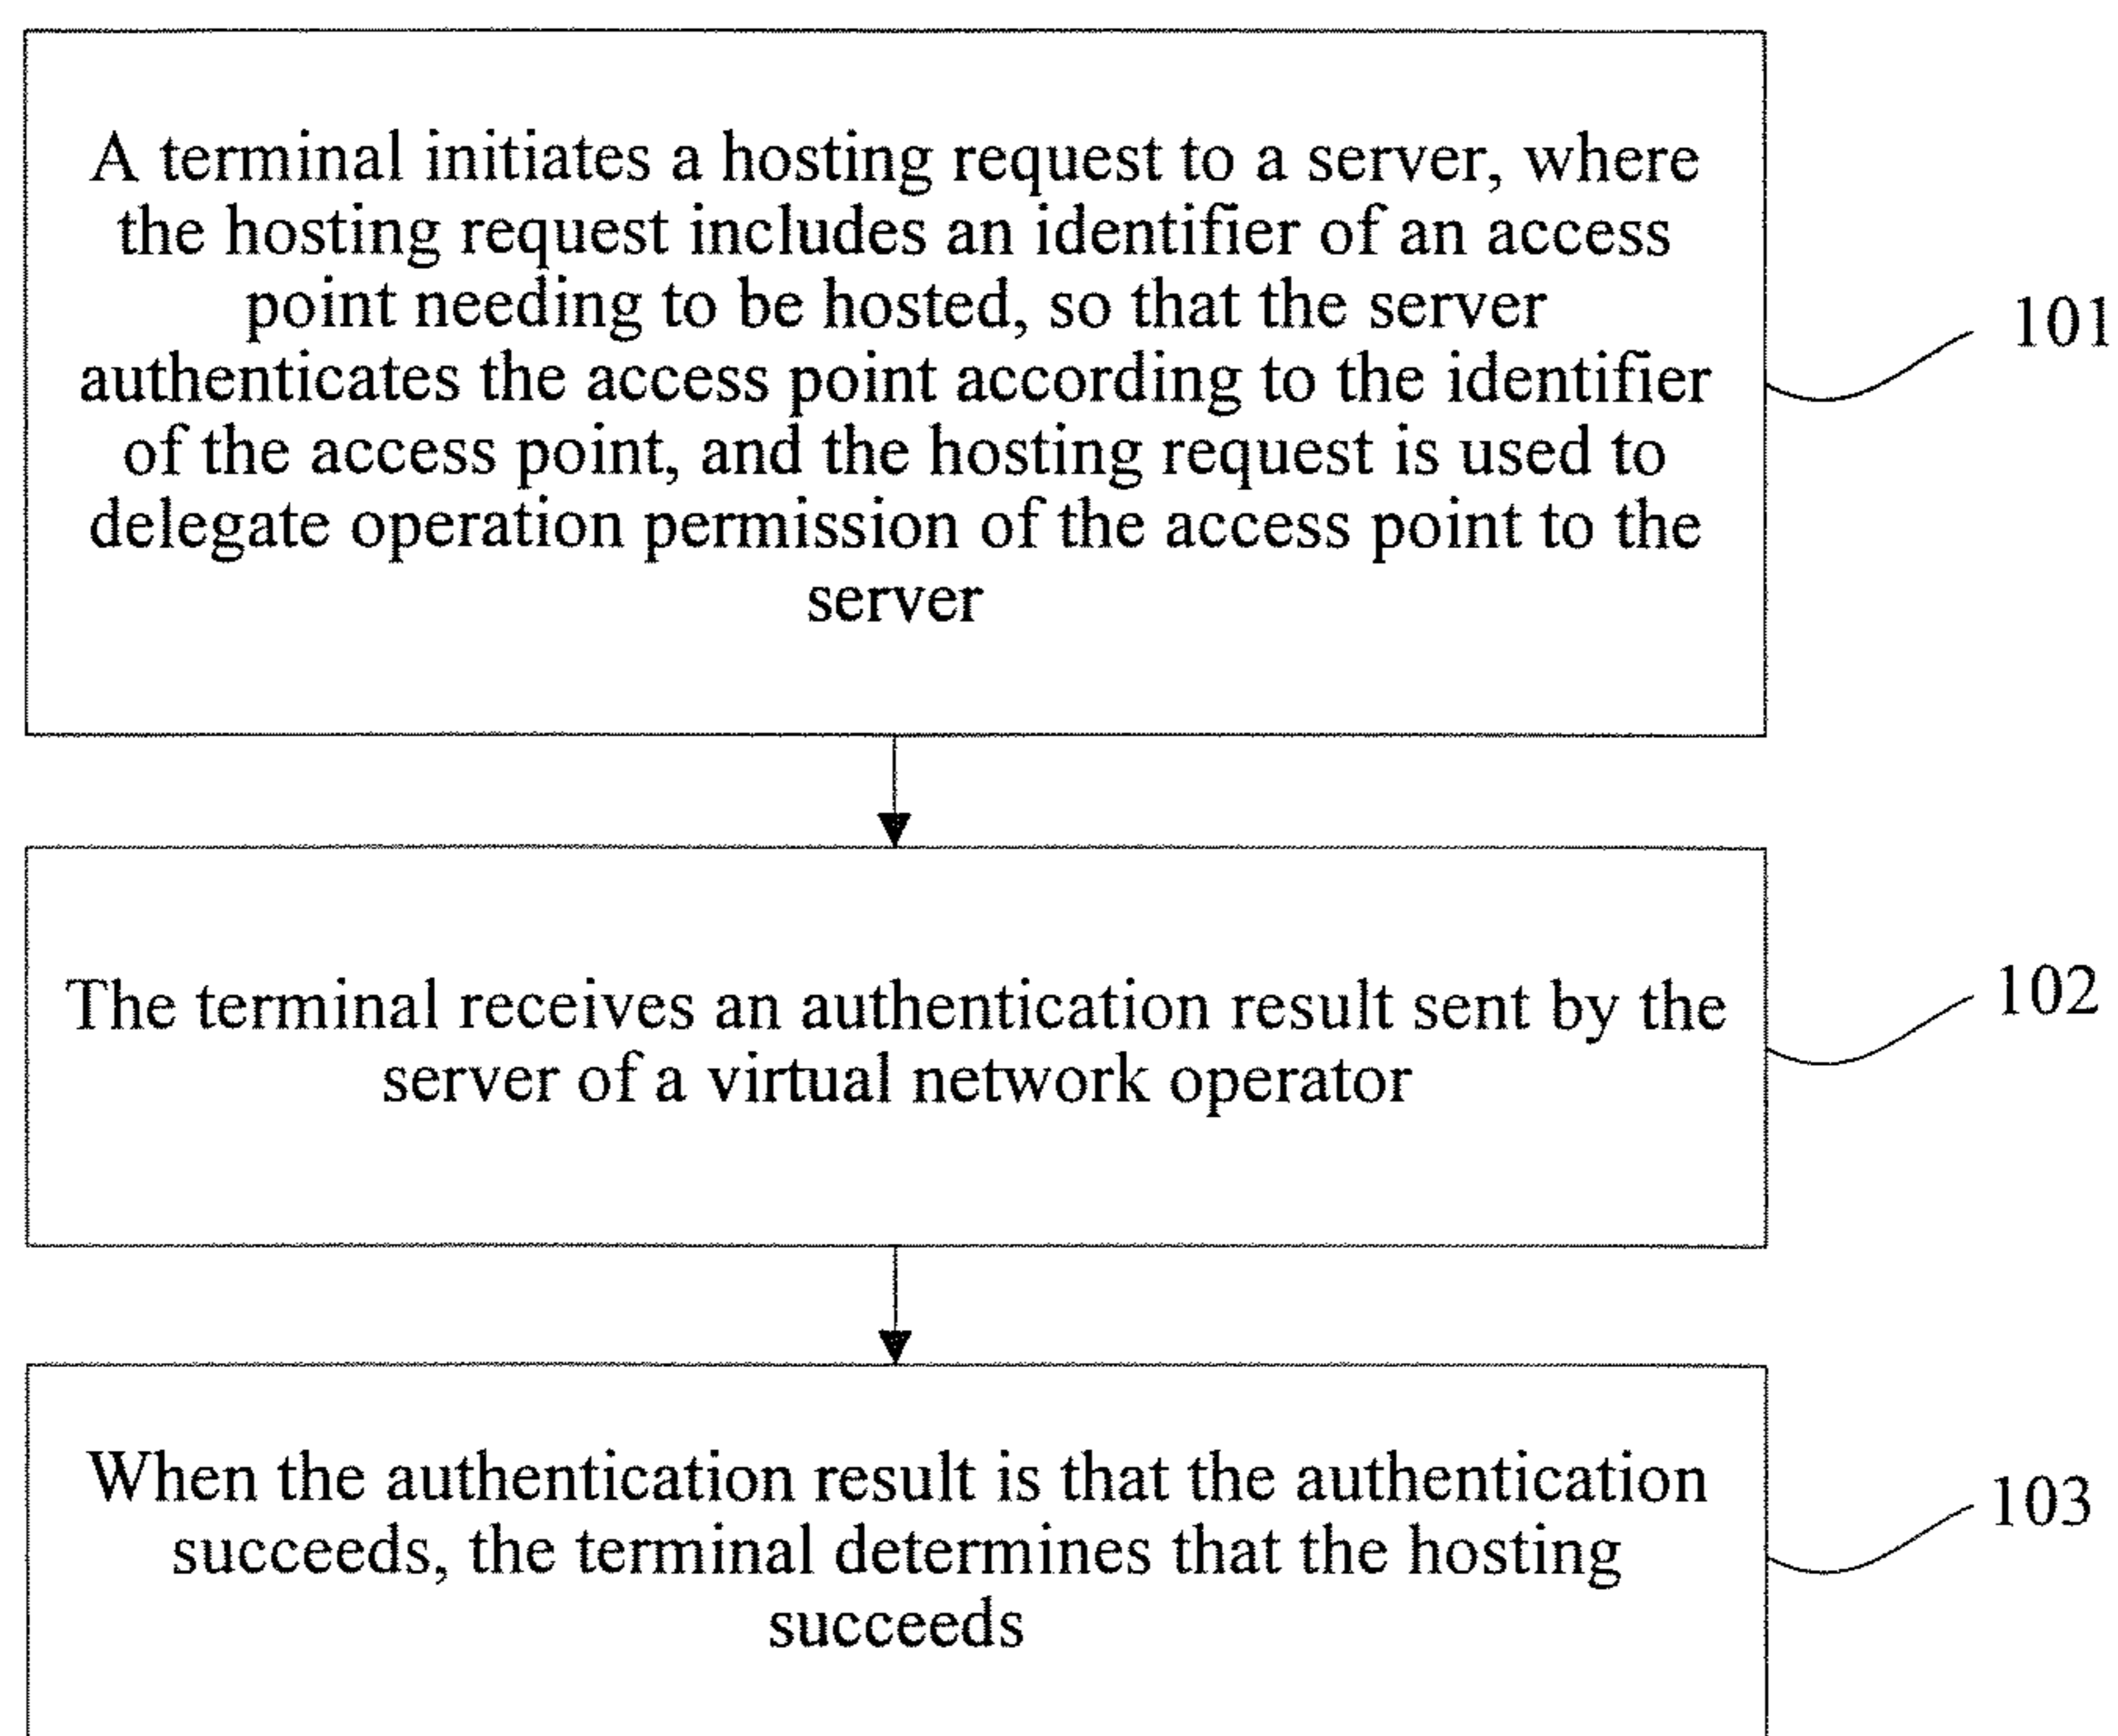 A terminal initiates a hosting request to a server, where
the hosting request includes an identifier of an access
point needing to be hosted, so that the server
authenticates the access point according to the identifier
of the access point, and the hosting request is used to
delegate operation permission of the access point to the
server
101
The terminal receives an authentication result sent by the
server of a virtual network operator
102
When the authentication result is that the authentication
succeeds, the terminal determines that the hosting
succeeds
103